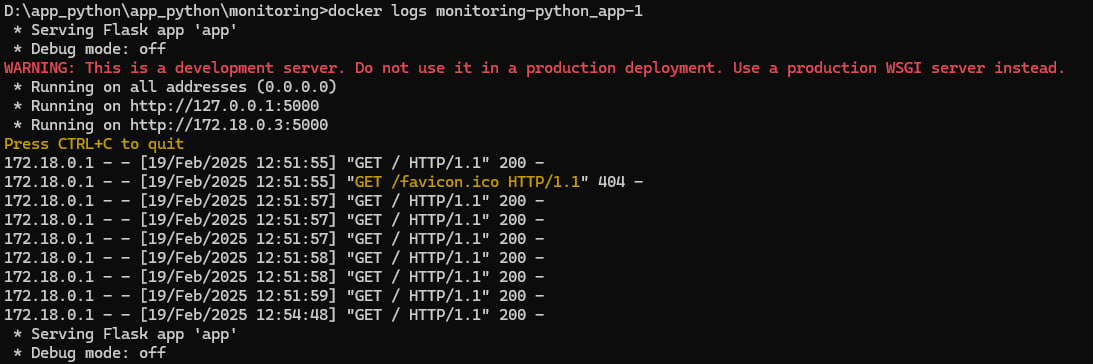 D:\app_python\app_python\monitoring>docker logs monitoring-python_app-1
 * Serving Flask app 'app'
 * Debug mode: off
WARNING: This is a development server. Do not use it in a production deployment. Use a production WSGI server instead.
 * Running on all addresses (0.0.0.0)
 * Running on http://127.0.0.1:5000
 * Running on http://172.18.0.3:5000
Press CTRL+C to quit
172.18.0.1 - - [19/Feb/2025 12:51:55] "GET / HTTP/1.1" 200 -
172.18.0.1 - - [19/Feb/2025 12:51:55] "GET /favicon.ico HTTP/1.1" 404 -
172.18.0.1 - - [19/Feb/2025 12:51:57] "GET / HTTP/1.1" 200 -
172.18.0.1 - - [19/Feb/2025 12:51:57] "GET / HTTP/1.1" 200 -
172.18.0.1 - - [19/Feb/2025 12:51:57] "GET / HTTP/1.1" 200 -
172.18.0.1 - - [19/Feb/2025 12:51:58] "GET / HTTP/1.1" 200 -
172.18.0.1 - - [19/Feb/2025 12:51:58] "GET / HTTP/1.1" 200 -
172.18.0.1 - - [19/Feb/2025 12:51:59] "GET / HTTP/1.1" 200 -
172.18.0.1 - - [19/Feb/2025 12:54:48] "GET / HTTP/1.1" 200 -
 * Serving Flask app 'app'
 * Debug mode: off